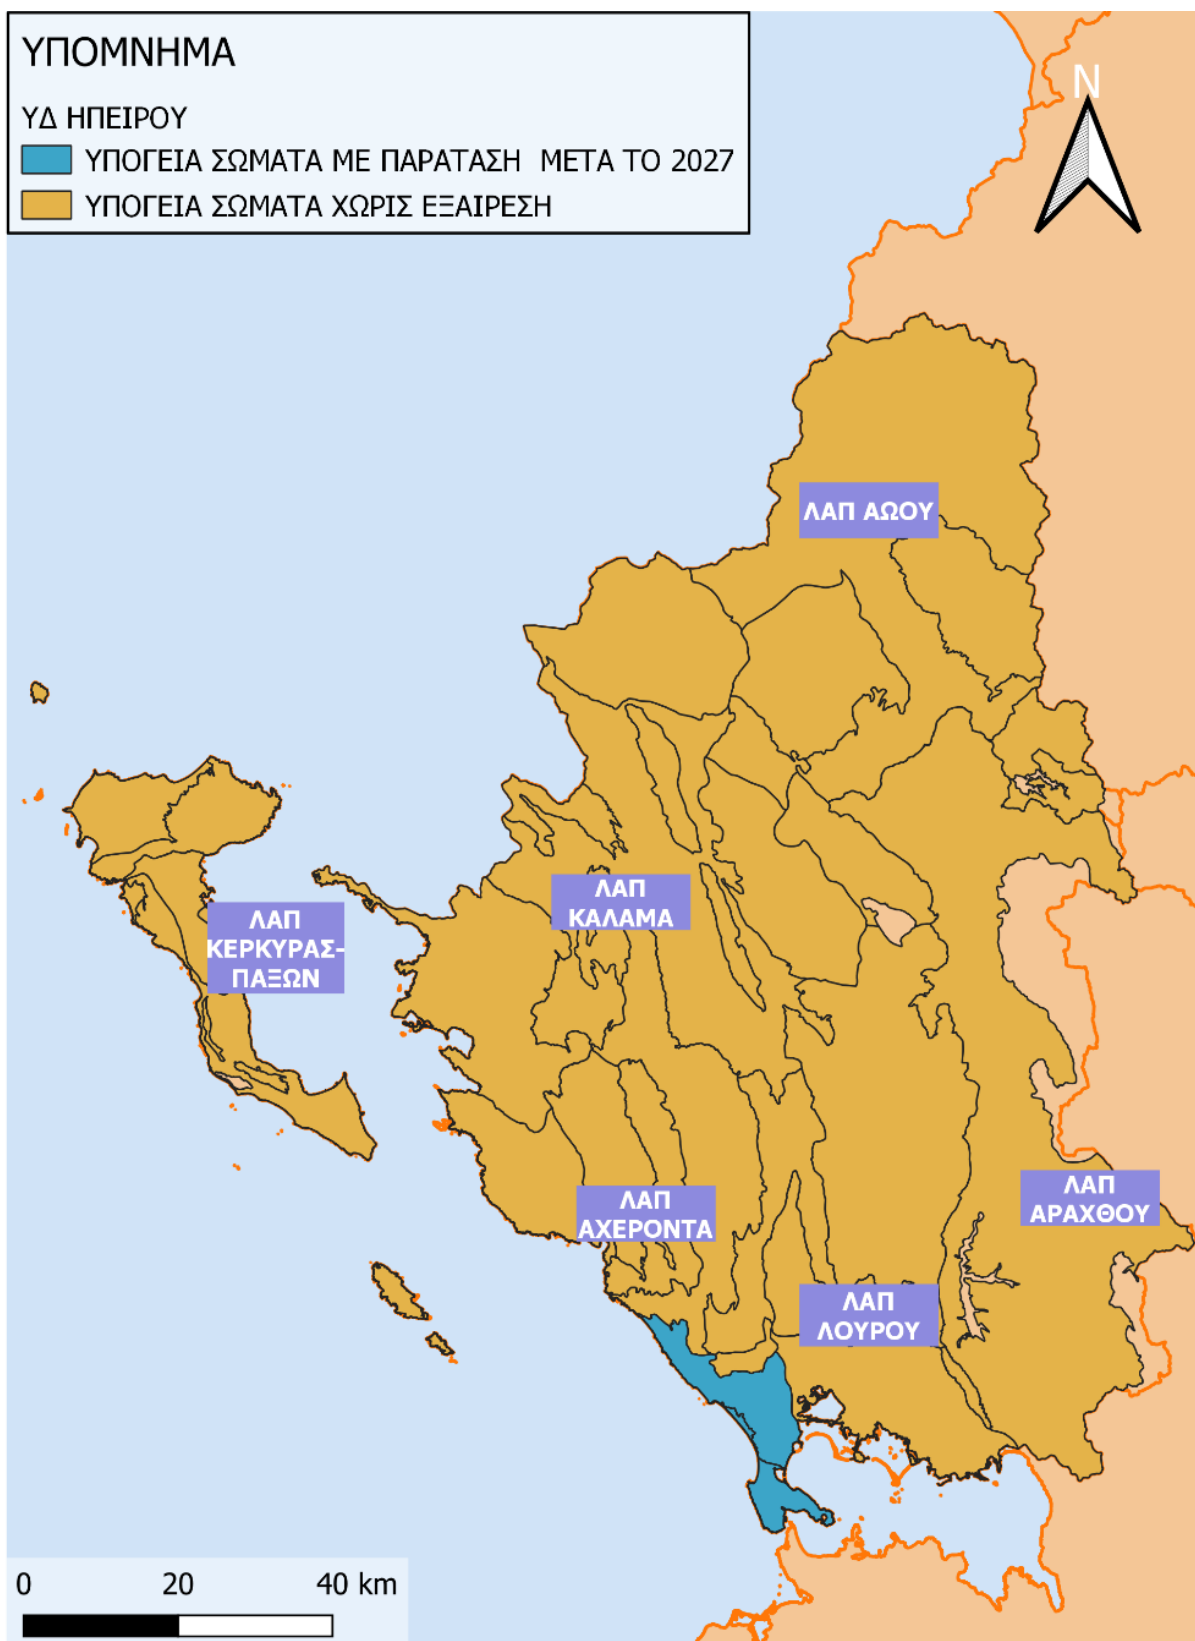 ΥΠΟΜΝΗΜΑ
ΥΔ ΗΠΕΙΡΟΥ
ΥΠΟΓΕΙΑ ΣΩΜΑΤΑ ΜΕ ΠΑΡΑΤΑΣΗ ΜΕΤΑ ΤΟ 2027
ΥΠΟΓΕΙΑ ΣΩΜΑΤΑ ΧΩΡΙΣ ΕΞΑΙΡΕΣΗ
N
ΛΑΠ ΑΩΟΥ
ΛΑΠ
ΚΑΛΑΜΑ
ΛΑΠ
ΚΕΡΚΥΡΑΣ-
ΠΑΞΩΝ
ΛΑΠ
ΑΡΑΧΘΟΥ
ΛΑΠ
ΑΧΕΡΟΝΤΑ
ΛΑΠ
ΛΟΥΡΟΥ
0 20 40 km